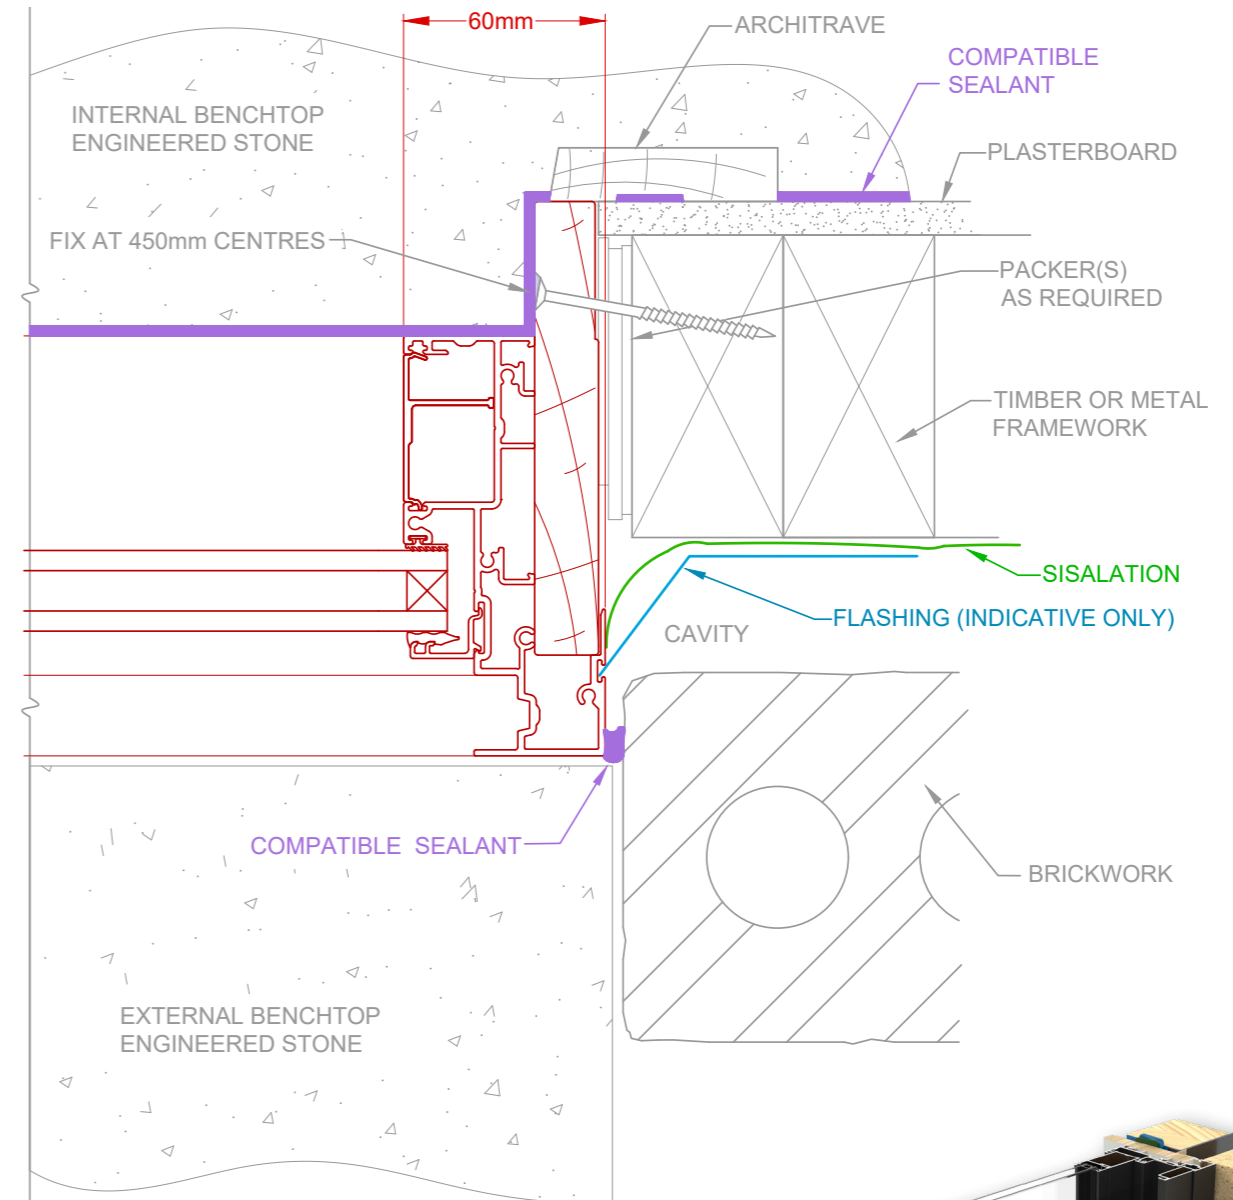 60mm
ARCHITRAVE
COMPATIBLE
SEALANT
INTERNAL BENCHTOP
ENGINEERED STONE
PLASTERBOARD
FIX AT 450mm CENTRES
PACKER(S)
AS REQUIRED
TIMBER OR METAL
FRAMEWORK
SISALATION
FLASHING (INDICATIVE ONLY)
CAVITY
COMPATIBLE SEALANT
BRICKWORK
EXTERNAL BENCHTOP
ENGINEERED STONE